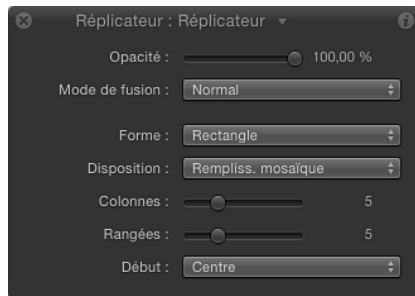 Réplicateur : Réplicateur
Opacité : 100,00 %
Mode de fusion : Normal
Forme : Rectangle
Disposition : Rempliss. mosaïque
Colonnes : 5
Rangées : 5
Début : Centre